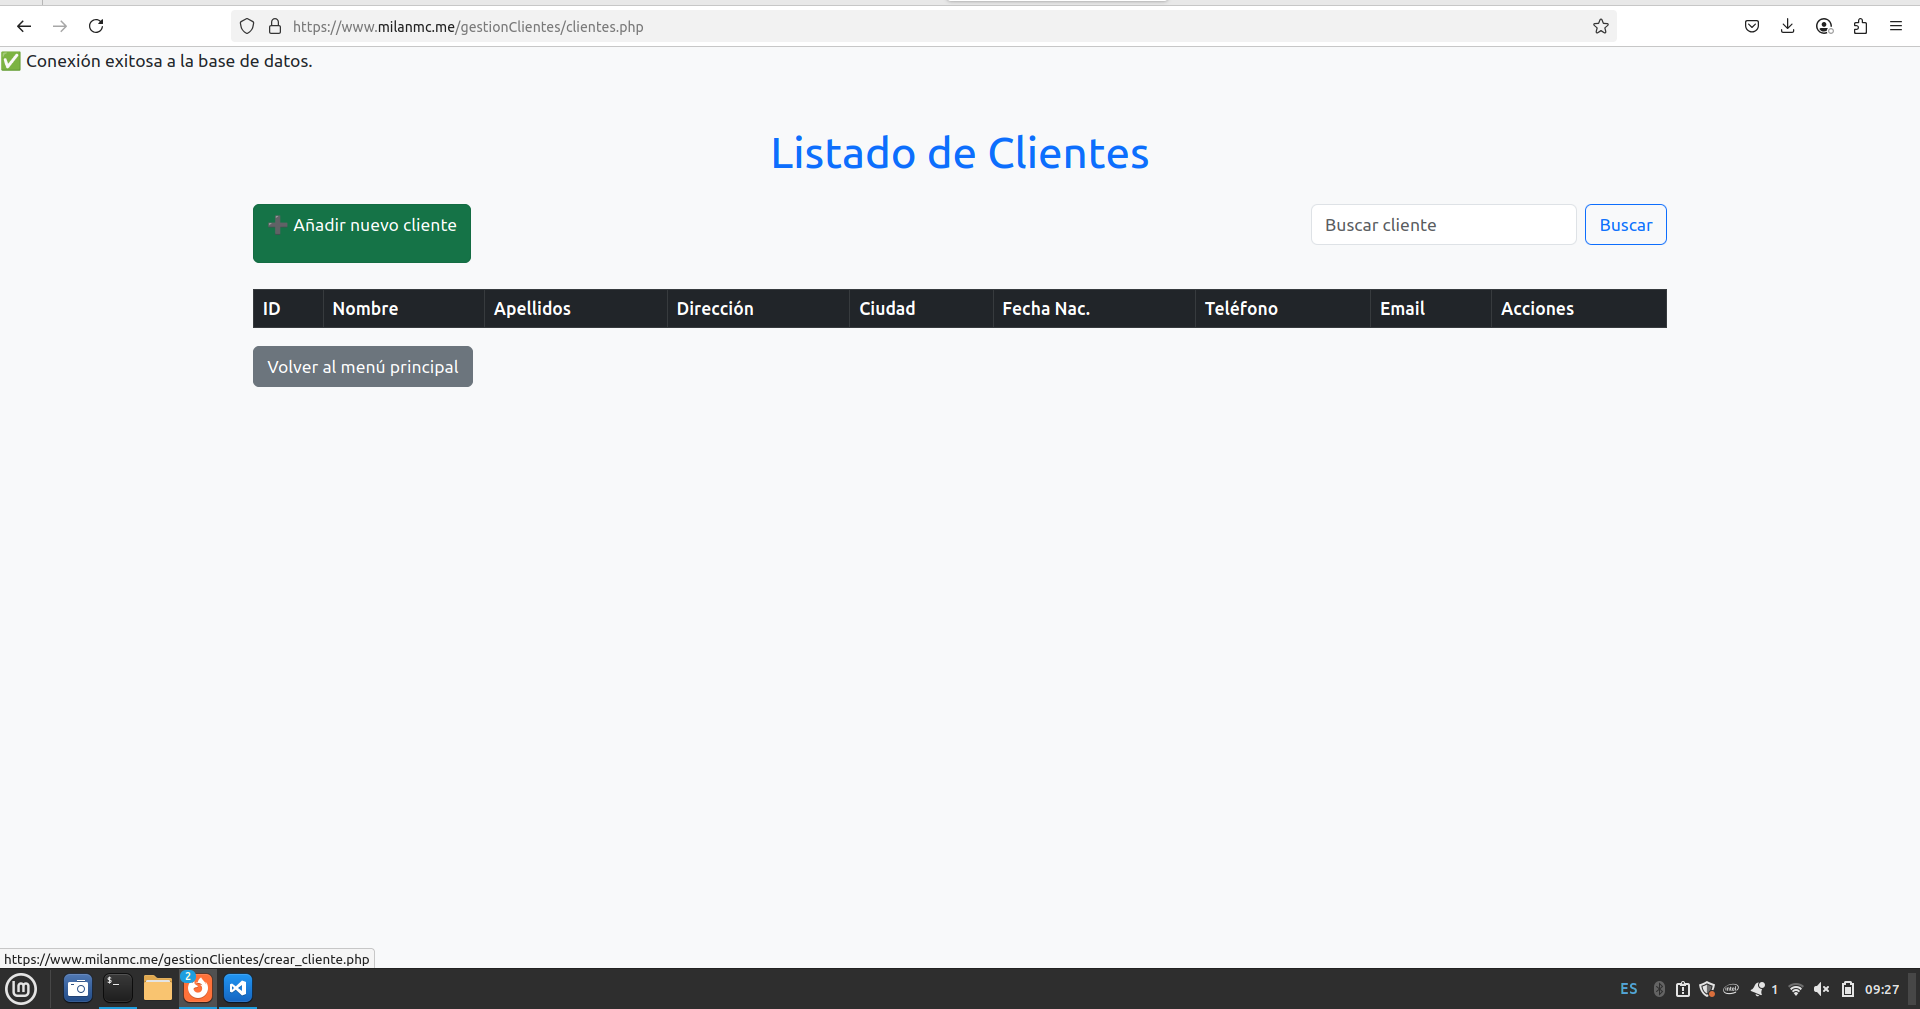 https://www.milanmc.me/gestionClientes/clientes.php
✅ Conexión exitosa a la base de datos.
Listado de Clientes
➕ Añadir nuevo cliente
Buscar cliente
Buscar
ID Nombre Apellidos Dirección Ciudad Fecha Nac. Teléfono Email Acciones
Volver al menú principal
https://www.milanmc.me/gestionClientes/crear_cliente.php
2
ES
1
09:27